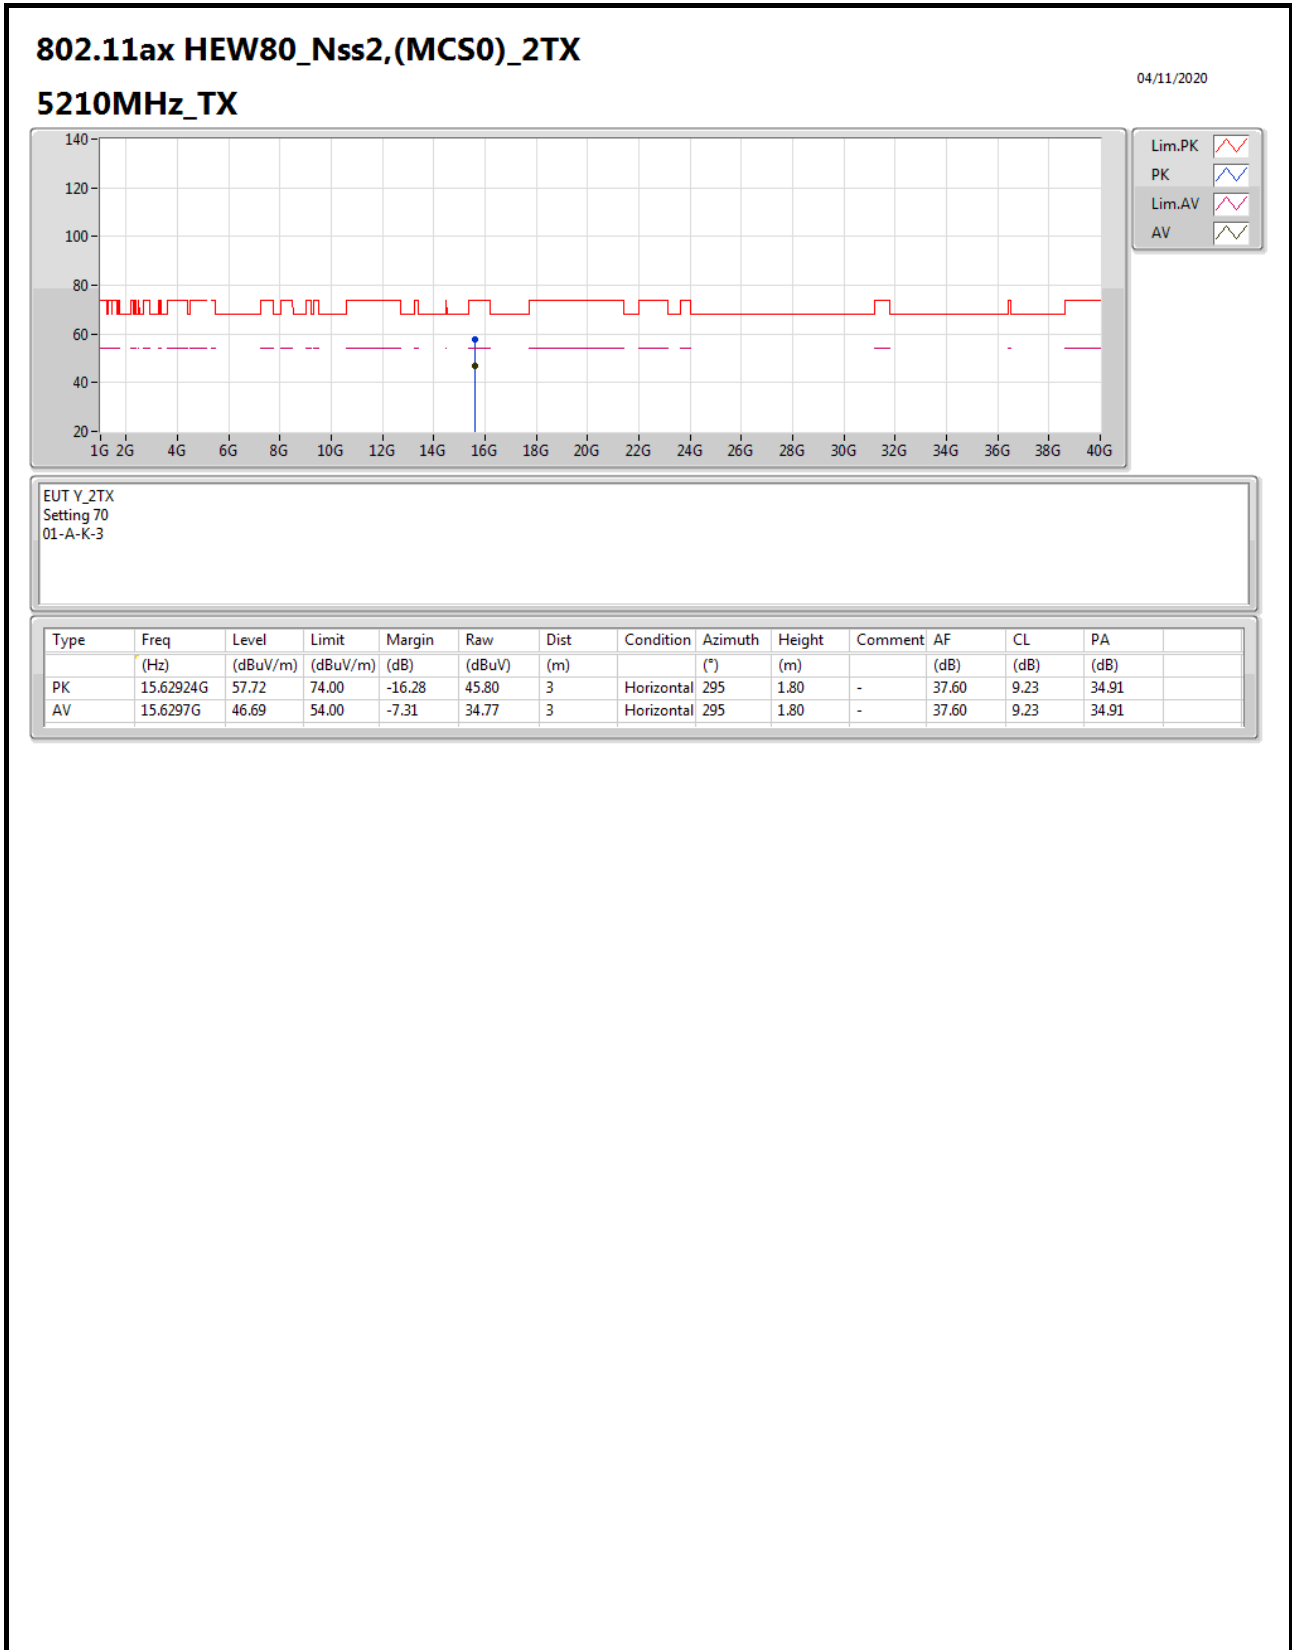 802.11ax HEW80_Nss2,(MCS0)_2TX
04/11/2020
5210MHz_TX
140
120
100
80
60
40
20
1G 2G 4G 6G 8G 10G 12G 14G 16G 18G 20G 22G 24G 26G 28G 30G 32G 34G 36G 38G 40G
Lim.PK
PK
Lim.AV
AV
EUT Y_2TX
Setting 70
01-A-K-3
Type Freq Level Limit Margin Raw Dist Condition Azimuth Height Comment AF CL PA
(Hz) (dBuV/m) (dBuV/m) (dB) (dBuV) (m) (°) (m) (dB) (dB) (dB)
PK 15.62924G 57.72 74.00 -16.28 45.80 3 Horizontal 295 1.80 - 37.60 9.23 34.91
AV 15.6297G 46.69 54.00 -7.31 34.77 3 Horizontal 295 1.80 - 37.60 9.23 34.91